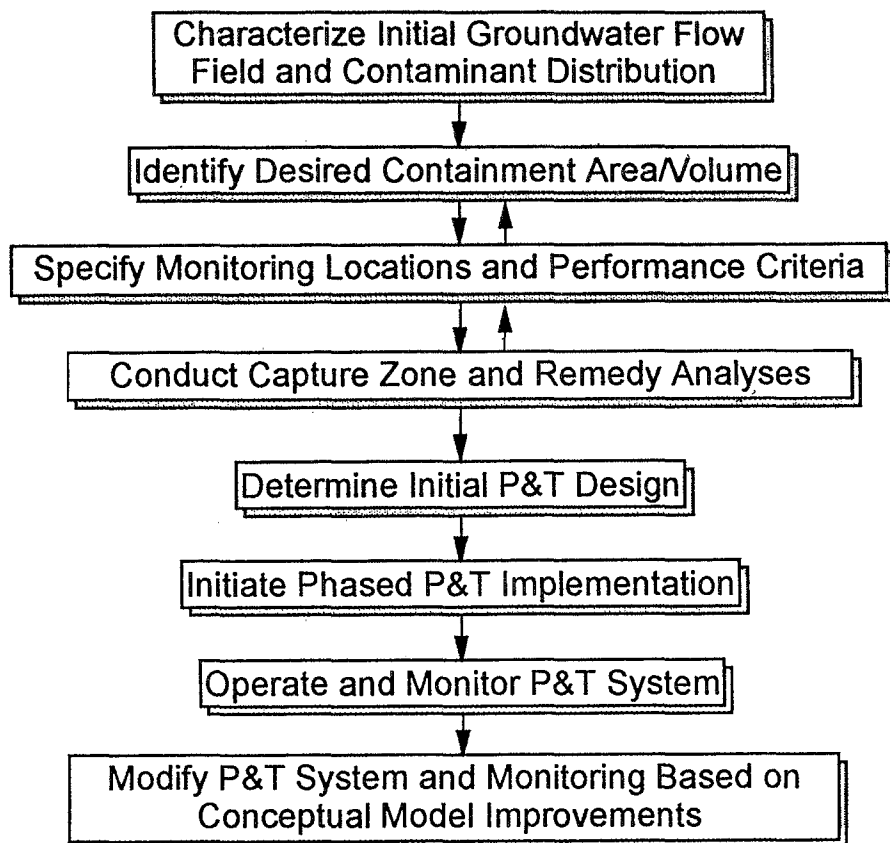 Characterize Initial Groundwater Flow
Field and Contaminant Distribution
Identify Desired Containment Area/Volume
Specify Monitoring Locations and Performance Criteria
Conduct Capture Zone and Remedy Analyses
Determine Initial P&T Design
Initiate Phased P&T Implementation
Operate and Monitor P&T System
Modify P&T System and Monitoring Based on
Conceptual Model Improvements